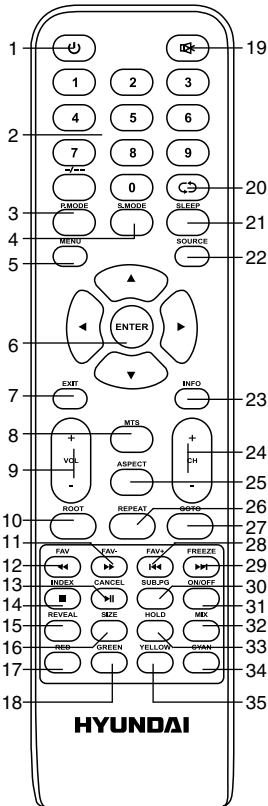 1 19
1 2 3
2
4 5 6
7 8 9
-/--
0
20
3 P.MODE S.MODE SLEEP 21
4
MENU SOURCE 22
5
6 ENTER
7 EXIT INFO 23
8 MTS
+ +
9 VOL CH 24
- -
ASPECT 25
10 ROOT REPEAT GOTO 26
27
11 28
12 FAV FAV- FAV+ FREEZE 29
13 30
14 INDEX CANCEL SUB.PG ON/OFF 31
15 REVEAL SIZE HOLD MIX 32
16 33
17 RED GREEN YELLOW CYAN 34
18 35
HYUNDAI